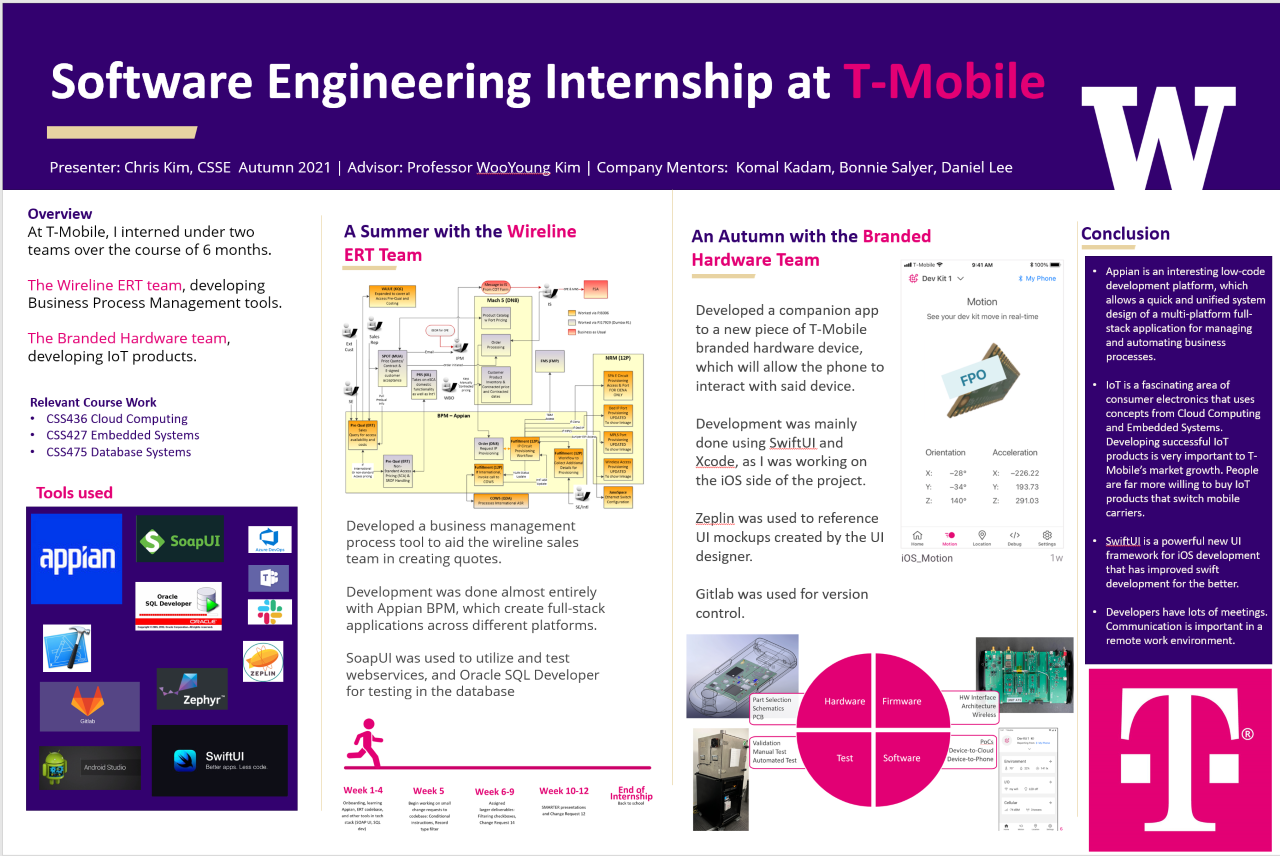 Software Engineering Internship at T-Mobile
Presenter: Chris Kim, CSSE Autumn 2021 | Advisor: Professor WooYoung Kim | Company Mentors: Komal Kadam, Bonnie Salyer, Daniel Lee
W
Overview
At T-Mobile, I interned under two
teams over the course of 6 months.
The Wireline ERT team, developing
Business Process Management tools.
The Branded Hardware team,
developing IoT products.
Relevant Course Work
• CSS436 Cloud Computing
• CSS427 Embedded Systems
• CSS475 Database Systems
Tools used
appian
SoapUI
Azure DevOps
Oracle
SQL Developer
ORACLE
ZEPLIN
Gitlab
Zephyr
Android Studio
SwiftUI
Better apps. Less code.
A Summer with the Wireline
ERT Team
Mach 5 (DNB)
Product Catalog
Order
Processing
NRM (12P)
BPM – Appian
Developed a business management
process tool to aid the wireline sales
team in creating quotes.
Development was done almost entirely
with Appian BPM, which create full-stack
applications across different platforms.
SoapUI was used to utilize and test
webservices, and Oracle SQL Developer
for testing in the database
Week 1-4
Onboarding, learning
Appian, ERT codebase,
and other tools in tech
stack (SOAP UI, SQL
dev)
Week 5
Begin working on small
change requests to
codebase: Conditional
instructions, Record
type filter
Week 6-9
Assigned
larger deliverables:
Filtering checkboxes,
Change Request 14
Week 10-12
SMARTER presentations
and Change Request 12
End of
Internship
Back to school
An Autumn with the Branded
Hardware Team
Developed a companion app
to a new piece of T-Mobile
branded hardware device,
which will allow the phone to
interact with said device.
Development was mainly
done using SwiftUI and
Xcode, as I was working on
the iOS side of the project.
Zeplin was used to reference
UI mockups created by the UI
designer.
Gitlab was used for version
control.
T-Mobile 9:41 AM 100%
Dev Kit 1 My Phone
Motion
See your dev kit move in real-time
FPO
Orientation Acceleration
X: −28° X: −226.22
Y: −34° Y: 193.73
Z: 140° Z: 291.03
Home Motion Location Debug Settings
iOS_Motion 1w
Hardware
Firmware
Test
Software
Part Selection
Schematics
PCB
HW Interface
Architecture
Wireless
Validation
Manual Test
Automated Test
PoCs
Device-to-Cloud
Device-to-Phone
Dev Kit 1
Environment
I/O
Cellular
6
Conclusion
• Appian is an interesting low-code
development platform, which
allows a quick and unified system
design of a multi-platform full-
stack application for managing
and automating business
processes.
• IoT is a fascinating area of
consumer electronics that uses
concepts from Cloud Computing
and Embedded Systems.
Developing successful IoT
products is very important to T-
Mobile's market growth. People
are far more willing to buy IoT
products that switch mobile
carriers.
• SwiftUI is a powerful new UI
framework for iOS development
that has improved swift
development for the better.
• Developers have lots of meetings.
Communication is important in a
remote work environment.
T®